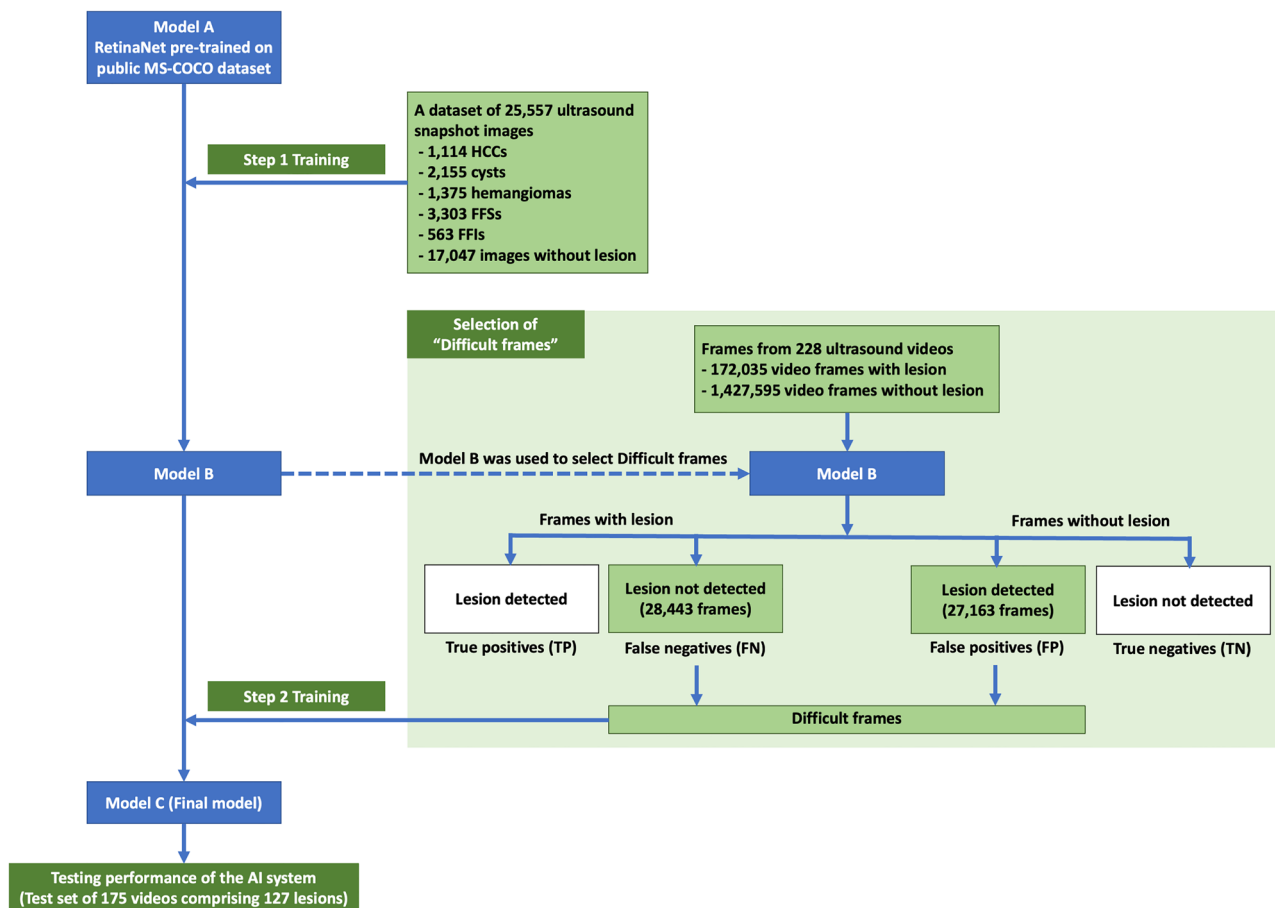 Model A
RetinaNet pre-trained on
public MS-COCO dataset
A dataset of 25,557 ultrasound
snapshot images
- 1,114 HCCs
- 2,155 cysts
- 1,375 hemangiomas
- 3,303 FFSs
- 563 FFIs
- 17,047 images without lesion
Step 1 Training
Selection of
“Difficult frames”
Frames from 228 ultrasound videos
- 172,035 video frames with lesion
- 1,427,595 video frames without lesion
Model B
Model B was used to select Difficult frames
Model B
Frames with lesion
Frames without lesion
Lesion detected
Lesion not detected
(28,443 frames)
Lesion detected
(27,163 frames)
Lesion not detected
True positives (TP)
False negatives (FN)
False positives (FP)
True negatives (TN)
Step 2 Training
Difficult frames
Model C (Final model)
Testing performance of the AI system
(Test set of 175 videos comprising 127 lesions)